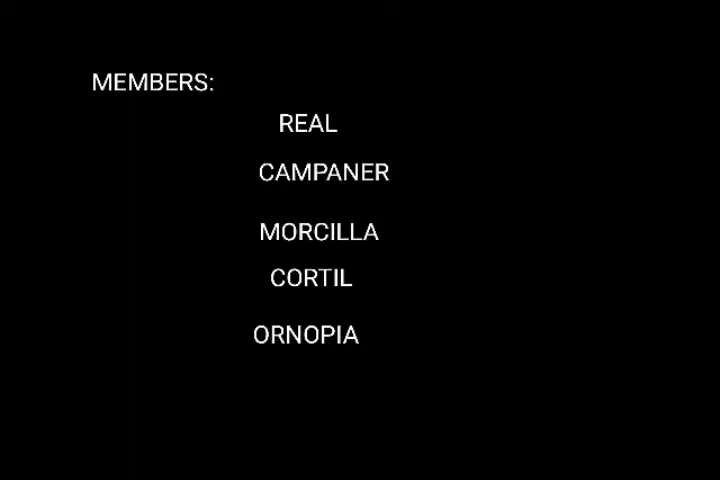 MEMBERS:
REAL
CAMPANER
MORCILLA
CORTIL
ORNOPIA